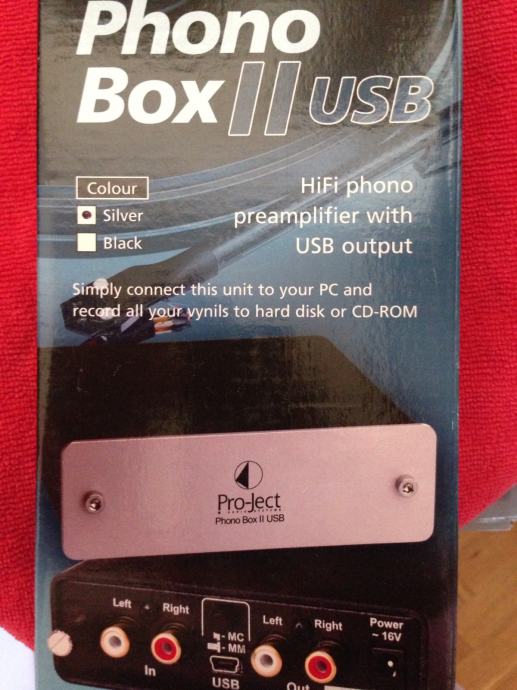 Phono
Box II USB
Colour
Silver
Black
HiFi phono
preamplifier with
USB output
Simply connect this unit to your PC and
record all your vynils to hard disk or CD-ROM
Pro-Ject
AUDIO SYSTEMS
Phono Box II USB
Left Right
- MC
- MM
In
USB
Left Right
Out
Power
~ 16V